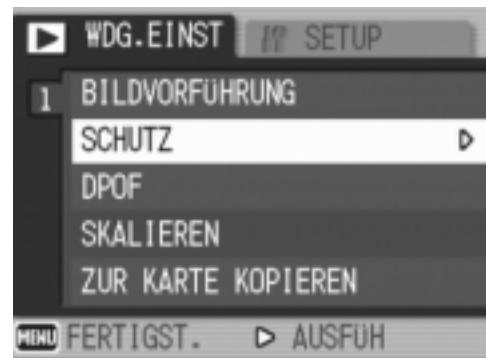 WDG.EINST SETUP
1 BILDVORFÜHRUNG
SCHUTZ
DPOF
SKALIEREN
ZUR KARTE KOPIEREN
MENU FERTIGST. AUSFÜH